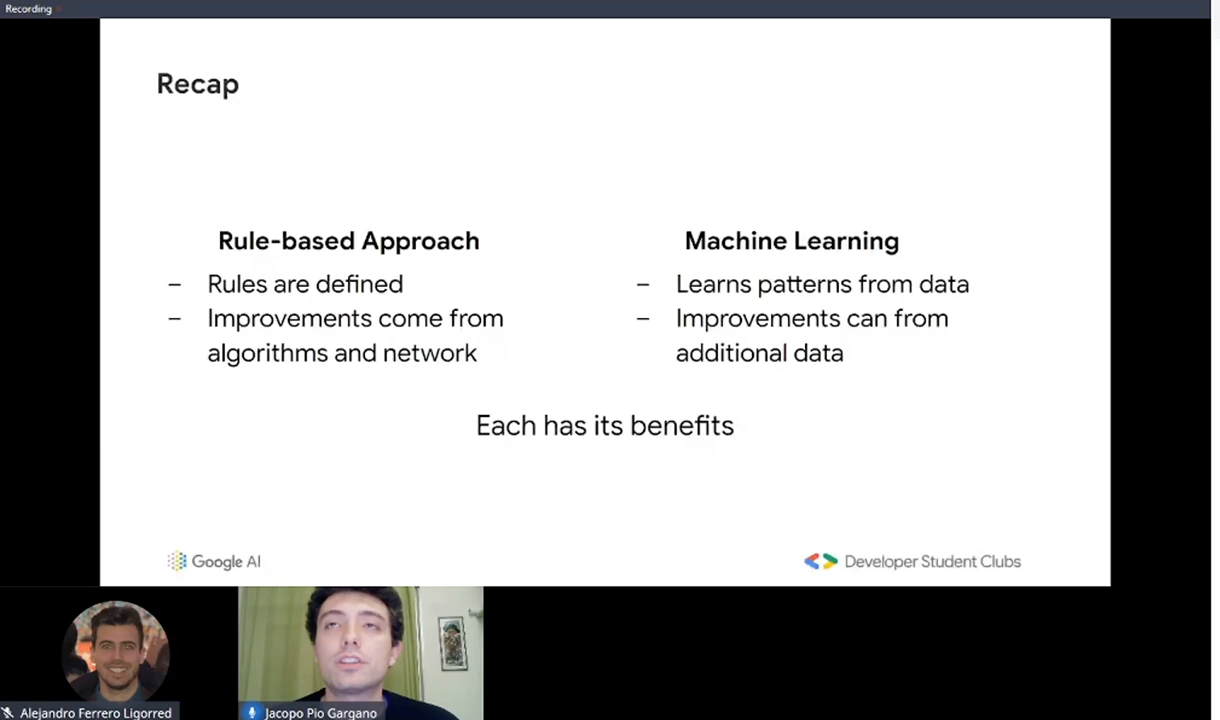 Recording
Recap
Rule-based Approach
– Rules are defined
– Improvements come from
algorithms and network
Machine Learning
– Learns patterns from data
– Improvements can from
additional data
Each has its benefits
Google AI
Developer Student Clubs
Alejandro Ferrero Ligorred
Jacopo Pio Gargano